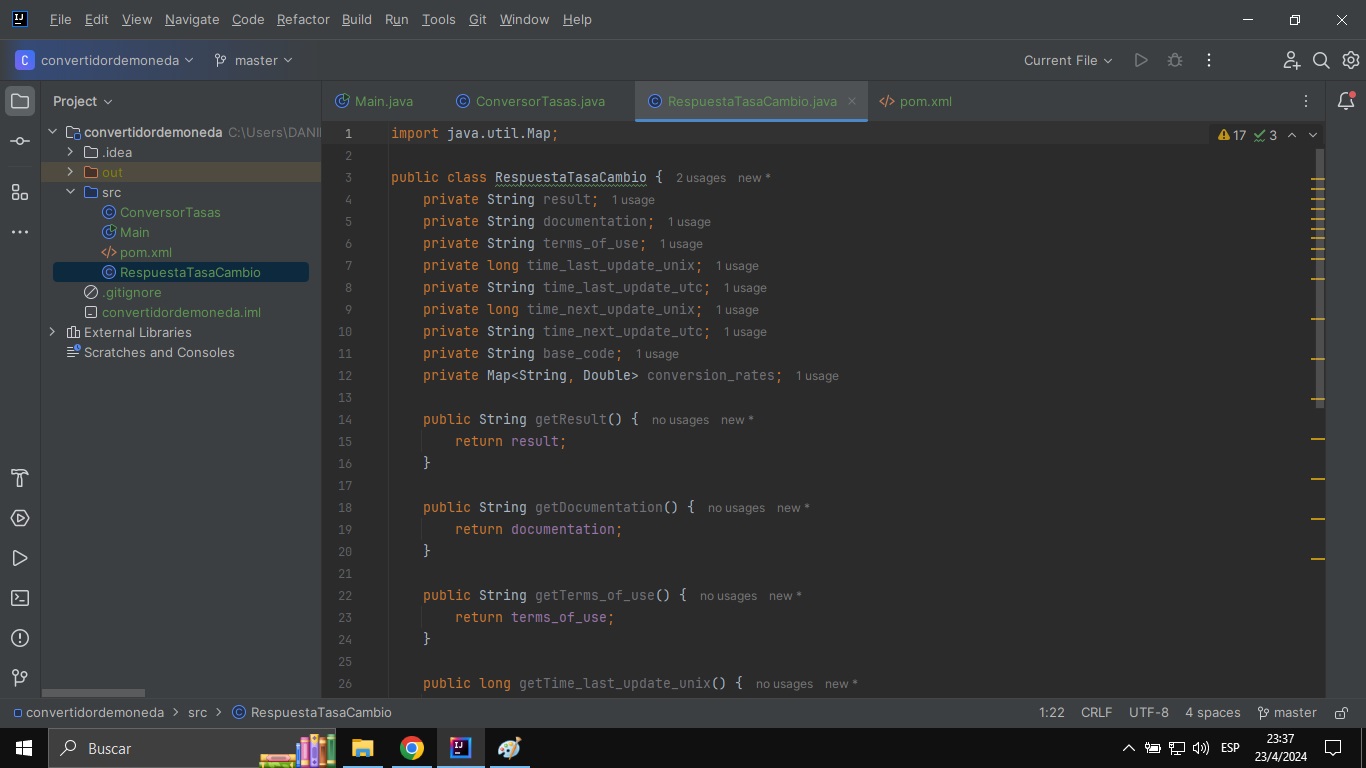 File Edit View Navigate Code Refactor Build Run Tools Git Window Help
C convertidordemoneda master Current File
Project
Main.java ConversorTasas.java RespuestaTasaCambio.java pom.xml
convertidordemoneda C:\Users\DANI
.idea
out
src
ConversorTasas
Main
pom.xml
RespuestaTasaCambio
.gitignore
convertidordemoneda.iml
External Libraries
Scratches and Consoles
17 3
1 import java.util.Map;
2
3 public class RespuestaTasaCambio { 2 usages new *
4 private String result; 1 usage
5 private String documentation; 1 usage
6 private String terms_of_use; 1 usage
7 private long time_last_update_unix; 1 usage
8 private String time_last_update_utc; 1 usage
9 private long time_next_update_unix; 1 usage
10 private String time_next_update_utc; 1 usage
11 private String base_code; 1 usage
12 private Map<String, Double> conversion_rates; 1 usage
13
14 public String getResult() { no usages new *
15 return result;
16 }
17
18 public String getDocumentation() { no usages new *
19 return documentation;
20 }
21
22 public String getTerms_of_use() { no usages new *
23 return terms_of_use;
24 }
25
26 public long getTime_last_update_unix() { no usages new *
convertidordemoneda > src > RespuestaTasaCambio 1:22 CRLF UTF-8 4 spaces master
Buscar ESP 23:37
23/4/2024